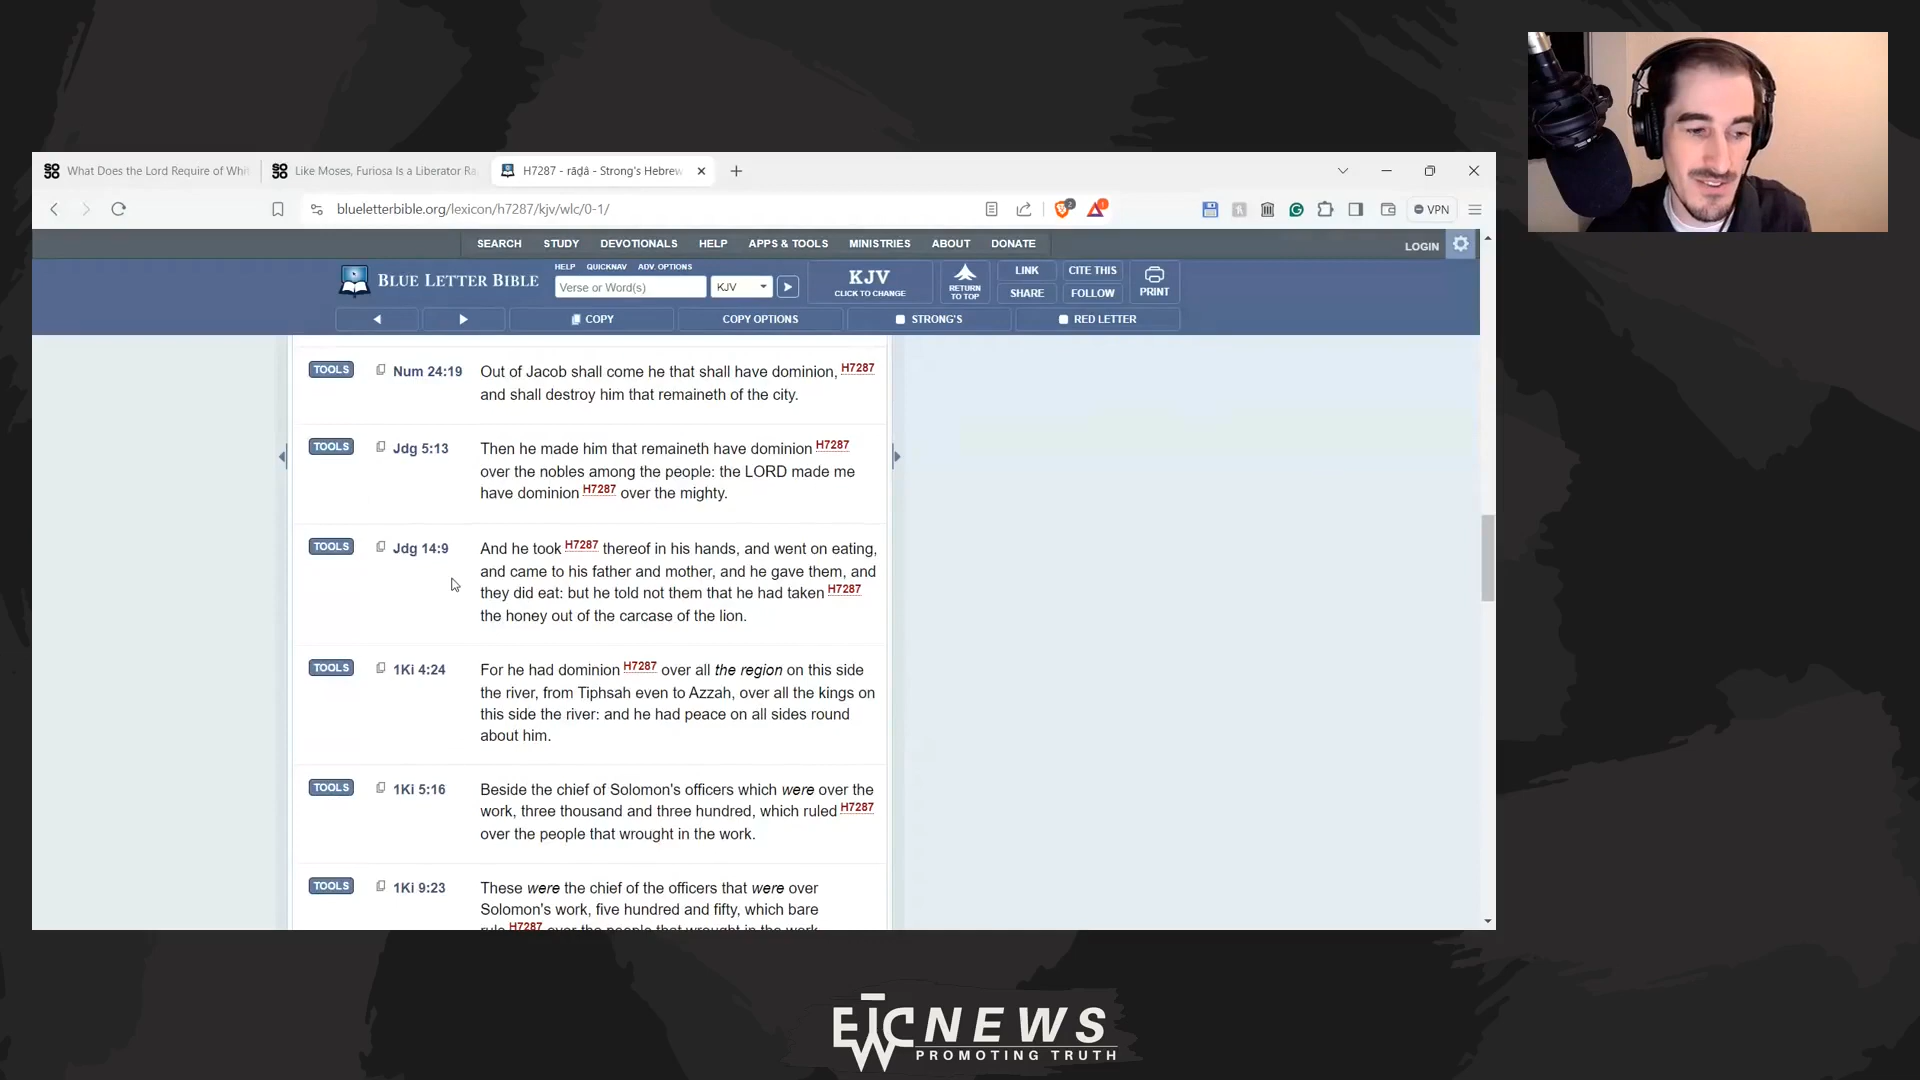 What Does the Lord Require of Whi
Like Moses, Furiosa Is a Liberator Ra
H7287 - rāḏâ - Strong's Hebrew
blueletterbible.org/lexicon/h7287/kjv/wlc/0-1/
2
1
VPN
SEARCH STUDY DEVOTIONALS HELP APPS & TOOLS MINISTRIES ABOUT DONATE
LOGIN
BLUE LETTER BIBLE
HELP QUICKNAV ADV. OPTIONS
Verse or Word(s)
KJV
KJV
CLICK TO CHANGE
RETURN
TO TOP
LINK
CITE THIS
SHARE
FOLLOW
PRINT
COPY
COPY OPTIONS
STRONG'S
RED LETTER
TOOLS Num 24:19 Out of Jacob shall come he that shall have dominion, H7287
and shall destroy him that remaineth of the city.
TOOLS Jdg 5:13 Then he made him that remaineth have dominion H7287
over the nobles among the people: the LORD made me
have dominion H7287 over the mighty.
TOOLS Jdg 14:9 And he took H7287 thereof in his hands, and went on eating,
and came to his father and mother, and he gave them, and
they did eat: but he told not them that he had taken H7287
the honey out of the carcase of the lion.
TOOLS 1Ki 4:24 For he had dominion H7287 over all the region on this side
the river, from Tiphsah even to Azzah, over all the kings on
this side the river: and he had peace on all sides round
about him.
TOOLS 1Ki 5:16 Beside the chief of Solomon's officers which were over the
work, three thousand and three hundred, which ruled H7287
over the people that wrought in the work.
TOOLS 1Ki 9:23 These were the chief of the officers that were over
Solomon's work, five hundred and fifty, which bare
rule H7287 over the people that wrought in the work.
EWC NEWS
PROMOTING TRUTH